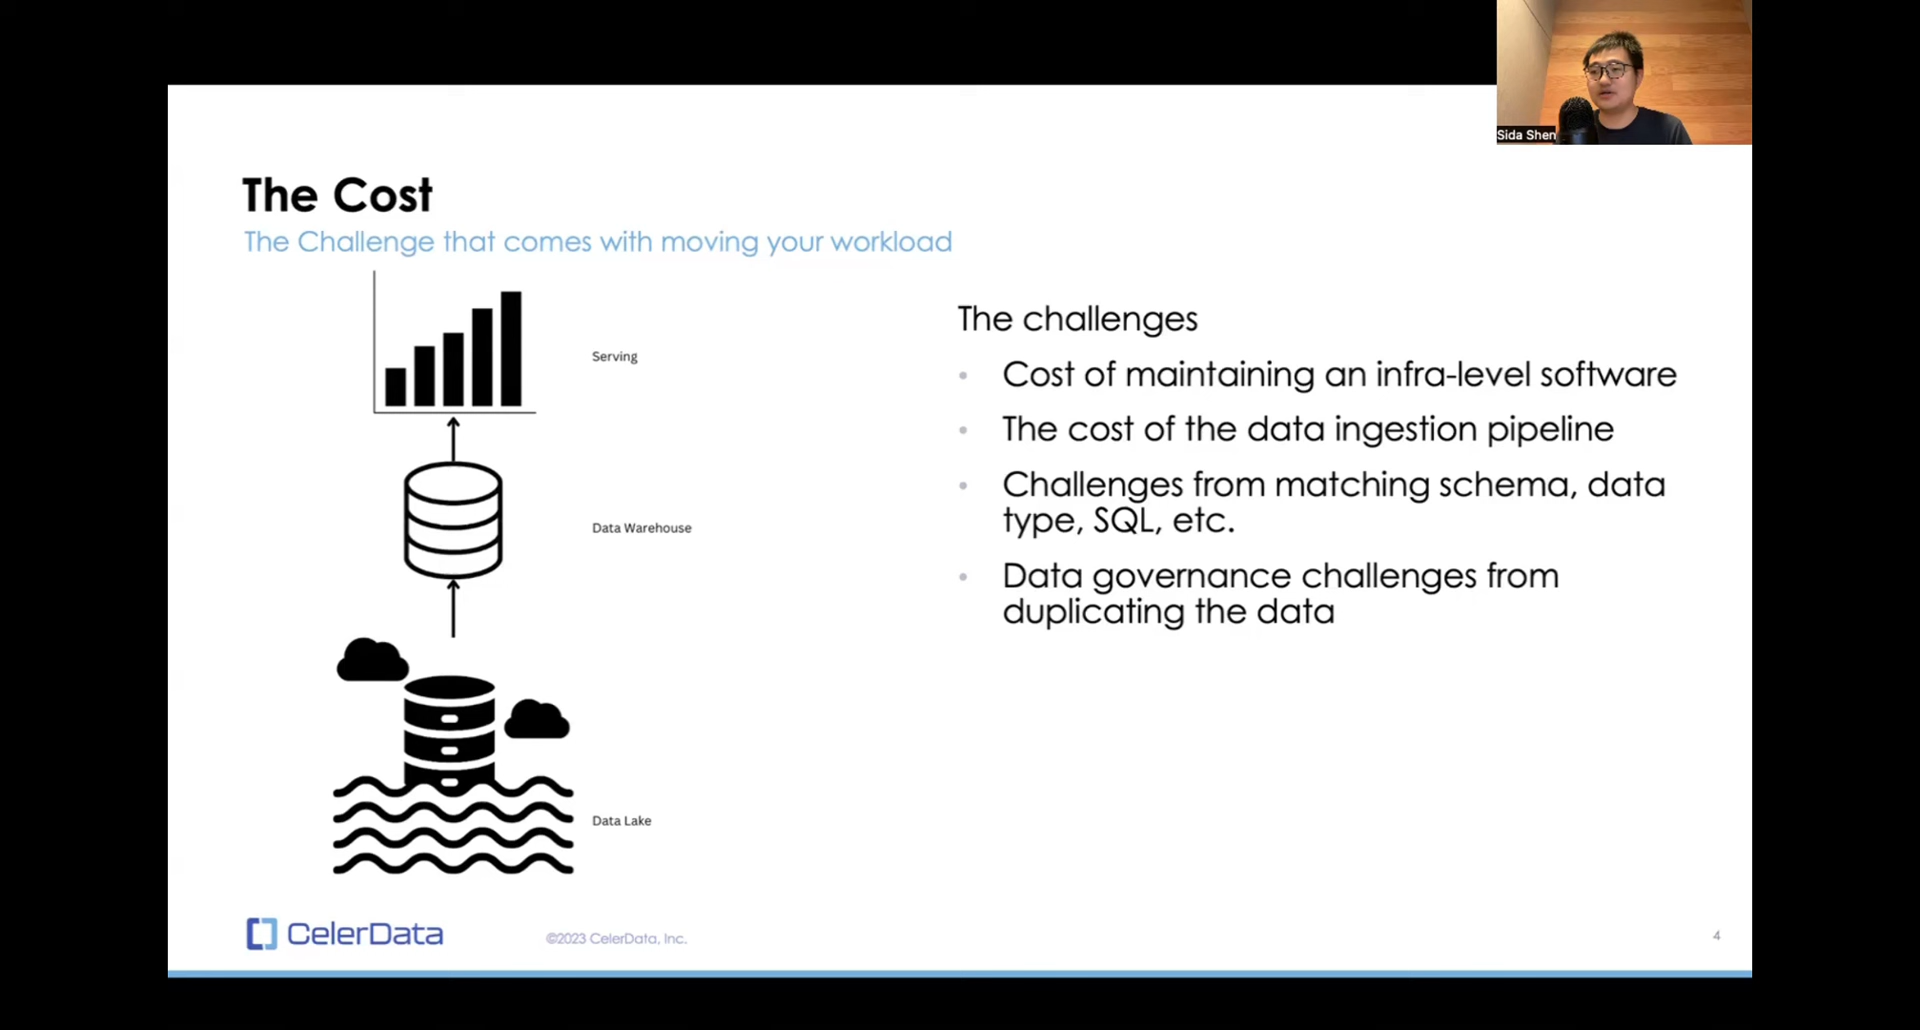 Sida Shen
The Cost
The Challenge that comes with moving your workload
Serving
Data Warehouse
Data Lake
The challenges
• Cost of maintaining an infra-level software
• The cost of the data ingestion pipeline
• Challenges from matching schema, data
type, SQL, etc.
• Data governance challenges from
duplicating the data
CelerData
©2023 CelerData, Inc.
4